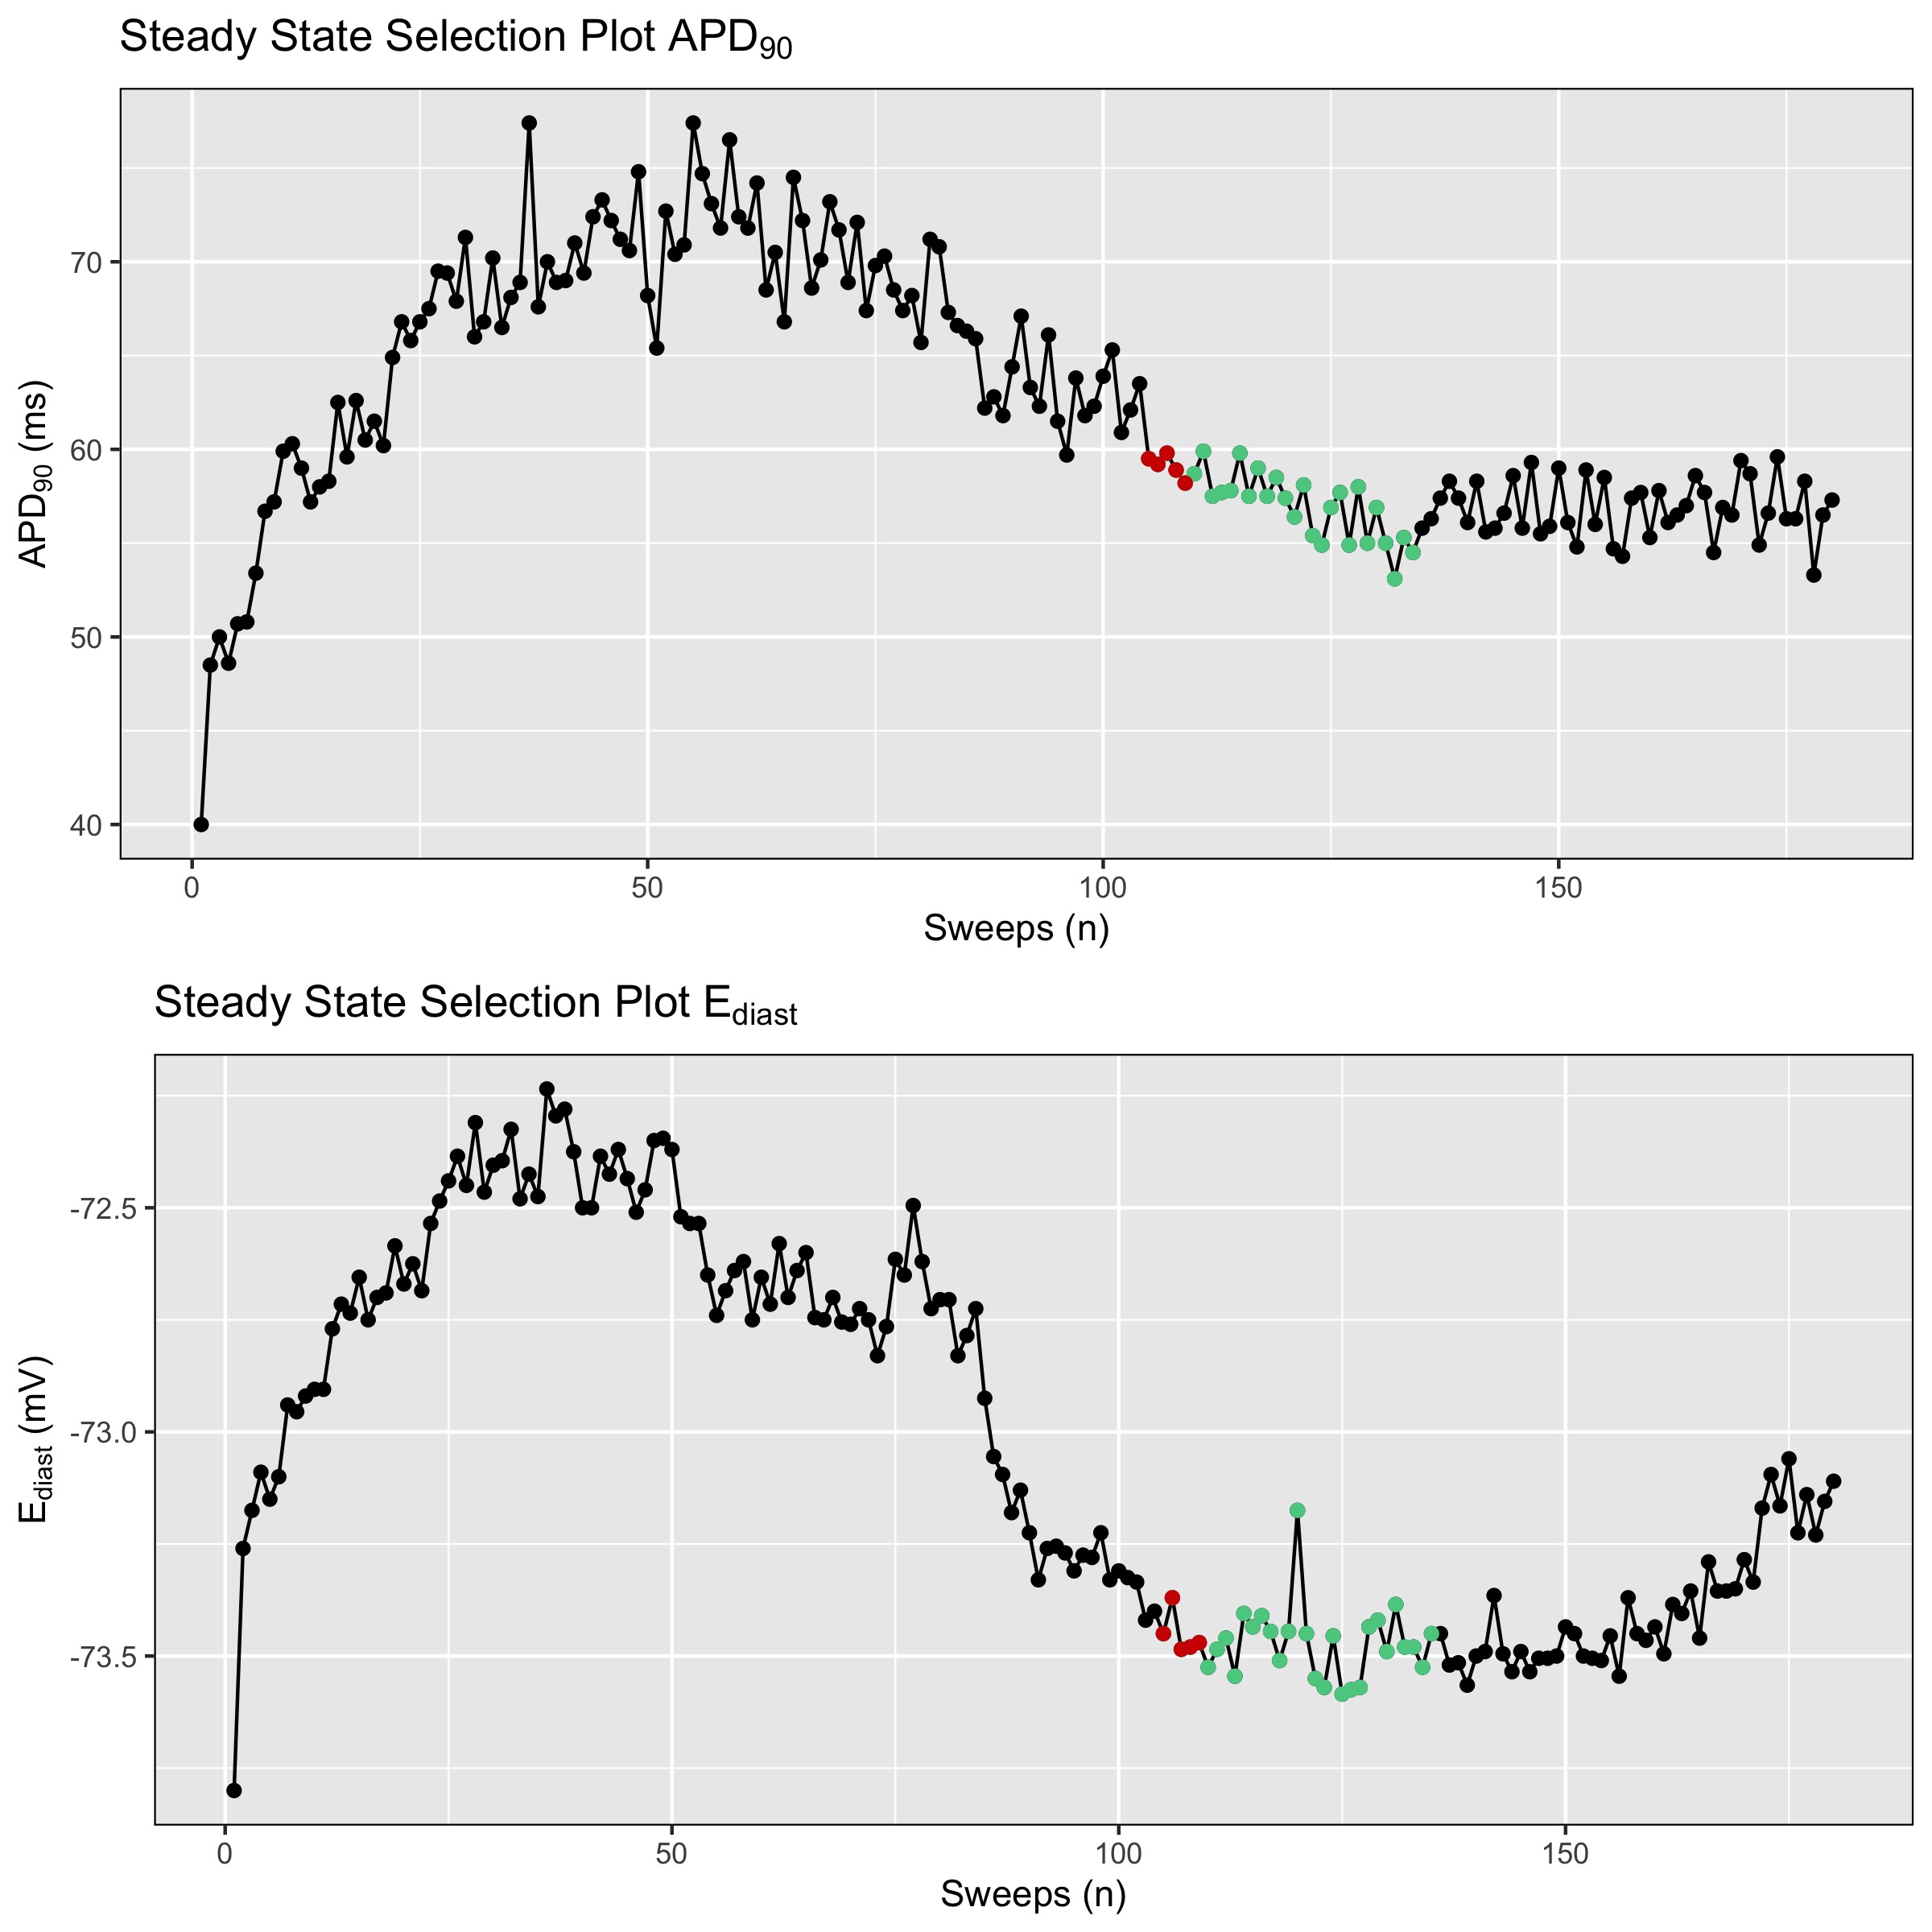 Steady State Selection Plot APD90
70
60
50
40
APD90 (ms)
0 50 100 150
Sweeps (n)
Steady State Selection Plot Ediast
-72.5
-73.0
-73.5
Ediast (mV)
0 50 100 150
Sweeps (n)